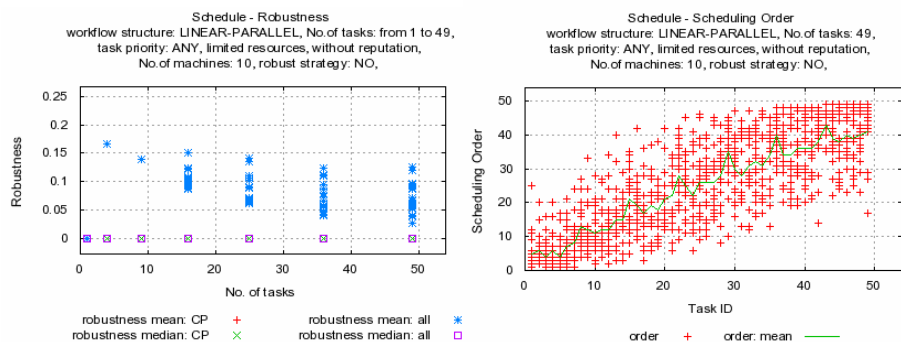 Schedule - Robustness
workflow structure: LINEAR-PARALLEL, No.of tasks: from 1 to 49,
task priority: ANY, limited resources, without reputation,
No.of machines: 10, robust strategy: NO,
0.25
0.2
0.15
0.1
0.05
0
Robustness
0 10 20 30 40 50
No. of tasks
robustness mean: CP
robustness median: CP
robustness mean: all
robustness median: all
Schedule - Scheduling Order
workflow structure: LINEAR-PARALLEL, No.of tasks: 49,
task priority: ANY, limited resources, without reputation,
No.of machines: 10, robust strategy: NO,
50
40
30
20
10
0
Scheduling Order
0 10 20 30 40 50
Task ID
order
order: mean